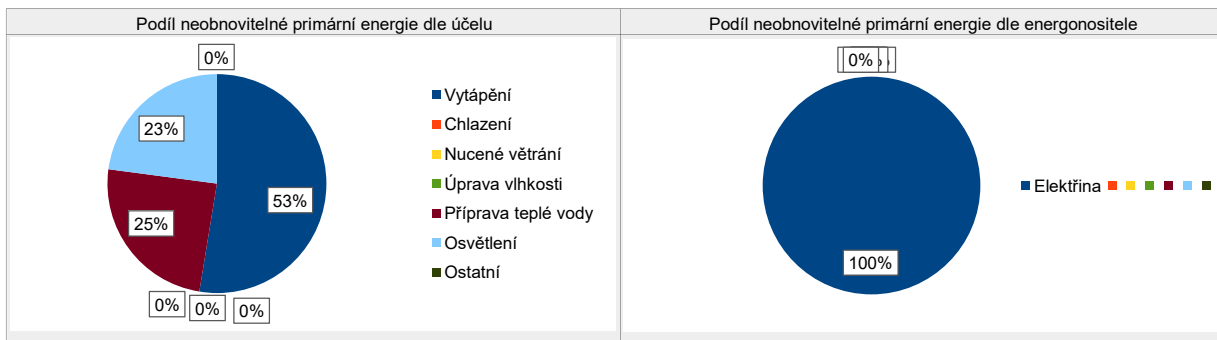 Podíl neobnovitelné primární energie dle účelu
0%
23%
53%
25%
0%
0%
0%
Vytápění
Chlazení
Nucené větrání
Úprava vlhkosti
Příprava teplé vody
Osvětlení
Ostatní
Podíl neobnovitelné primární energie dle energonositele
0%
100%
Elektřina